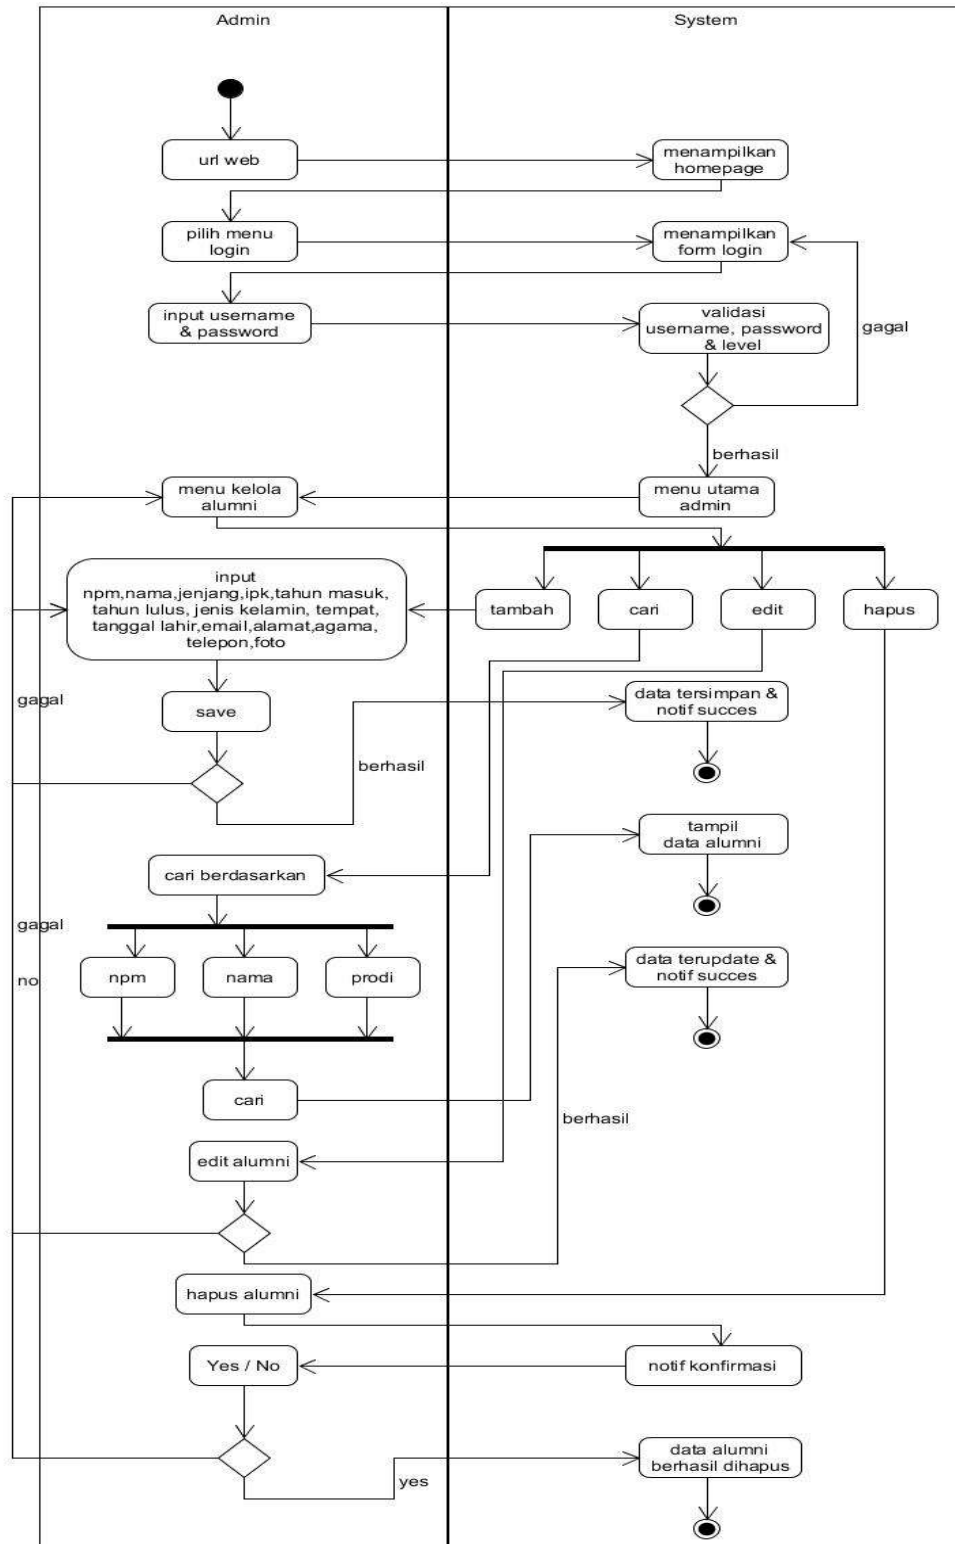 Admin
System
url web
menampilkan
homepage
pilih menu
login
menampilkan
form login
input username
& password
validasi
username, password
& level
gagal
berhasil
menu kelola
alumni
menu utama
admin
input
npm,nama,jenjang,ipk,tahun masuk,
tahun lulus, jenis kelamin, tempat,
tanggal lahir,email,alamat,agama,
telepon,foto
tambah
cari
edit
hapus
gagal
save
data tersimpan &
notif succes
berhasil
tampil
data alumni
cari berdasarkan
gagal
no
npm
nama
prodi
data terupdate &
notif succes
cari
berhasil
edit alumni
hapus alumni
Yes / No
notif konfirmasi
data alumni
berhasil dihapus
yes